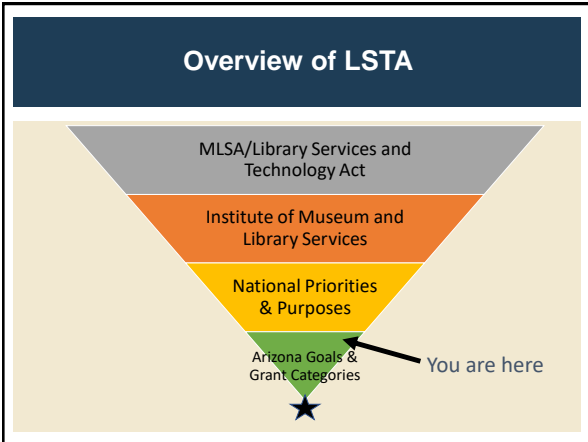 Overview of LSTA
MLSA/Library Services and
Technology Act
Institute of Museum and
Library Services
National Priorities
& Purposes
Arizona Goals &
Grant Categories
You are here